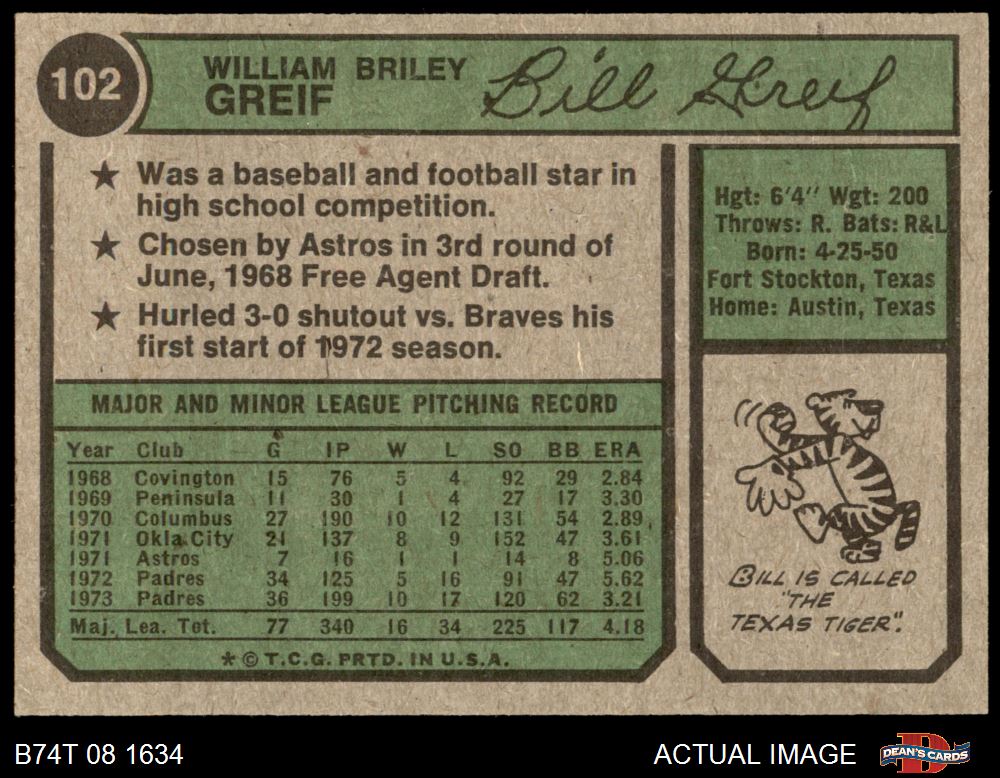 102
WILLIAM BRILEY
GREIF
Bill Greif
★ Was a baseball and football star in
high school competition.
★ Chosen by Astros in 3rd round of
June, 1968 Free Agent Draft.
★ Hurled 3-0 shutout vs. Braves his
first start of 1972 season.
Hgt: 6'4" Wgt: 200
Throws: R. Bats: R&L
Born: 4-25-50
Fort Stockton, Texas
Home: Austin, Texas
MAJOR AND MINOR LEAGUE PITCHING RECORD
Year Club G IP W L SO BB ERA
1968 Covington 15 76 5 4 92 29 2.84
1969 Peninsula 11 30 1 4 27 17 3.30
1970 Columbus 27 190 10 12 131 54 2.89
1971 Okla.City 21 137 8 9 152 47 3.61
1971 Astros 7 16 1 1 14 8 5.06
1972 Padres 34 125 5 16 91 47 5.62
1973 Padres 36 199 10 17 120 62 3.21
Maj. Lea. Tot. 77 340 16 34 225 117 4.18
* © T.C.G. PRTD. IN U.S.A.
BILL IS CALLED
"THE
TEXAS TIGER".
B74T 08 1634
ACTUAL IMAGE
DEAN'S CARDS